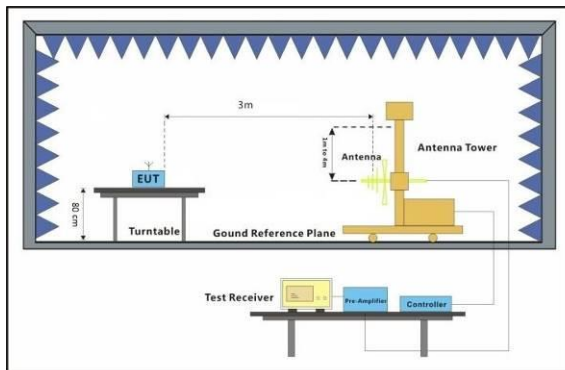 3m
1m to 4m
Antenna
Antenna Tower
EUT
80 cm
Turntable
Gound Reference Plane
Test Receiver
Pre-Amplifier
Controller